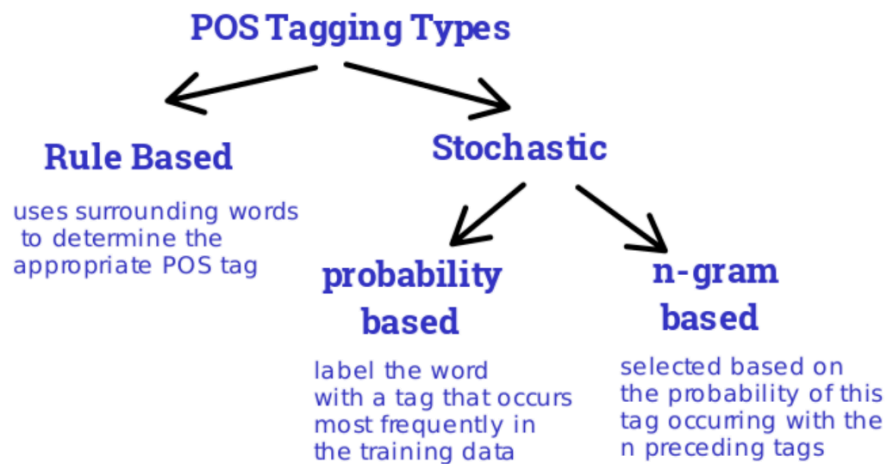 POS Tagging Types
Rule Based
uses surrounding words
to determine the
appropriate POS tag
Stochastic
probability
based
label the word
with a tag that occurs
most frequently in
the training data
n-gram
based
selected based on
the probability of this
tag occurring with the
n preceding tags